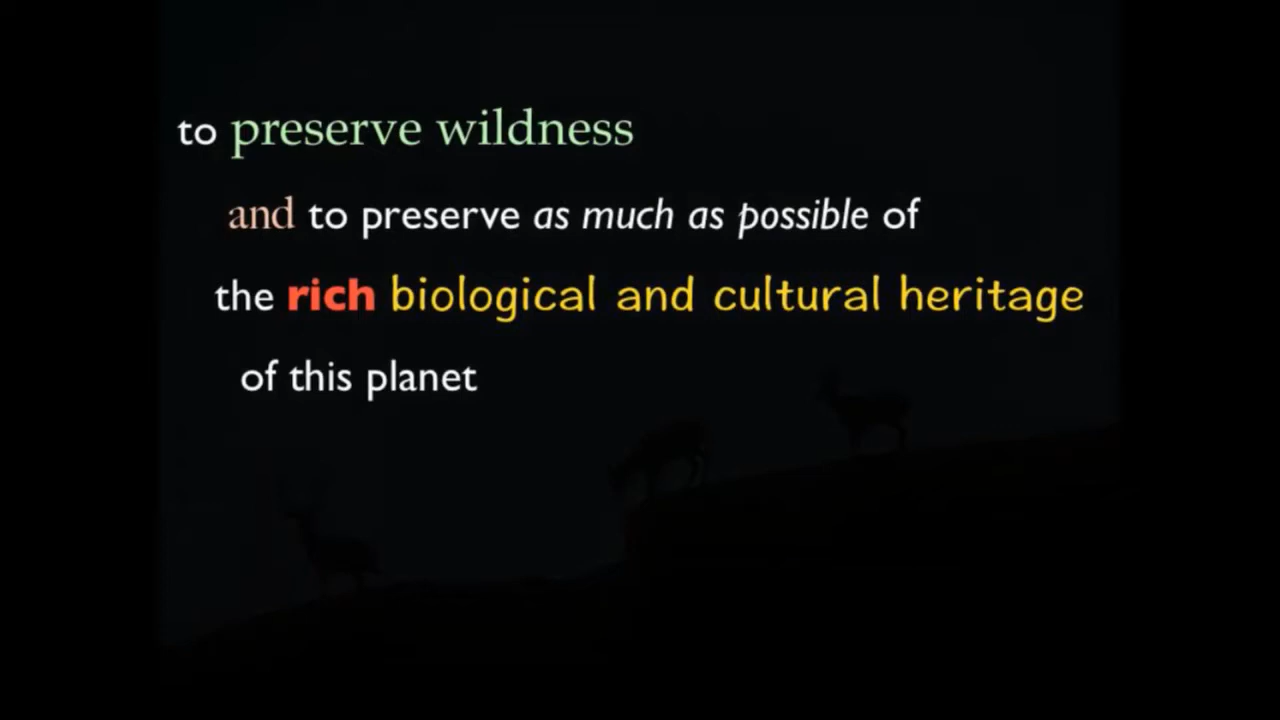 to preserve wildness
and to preserve as much as possible of
the rich biological and cultural heritage
of this planet